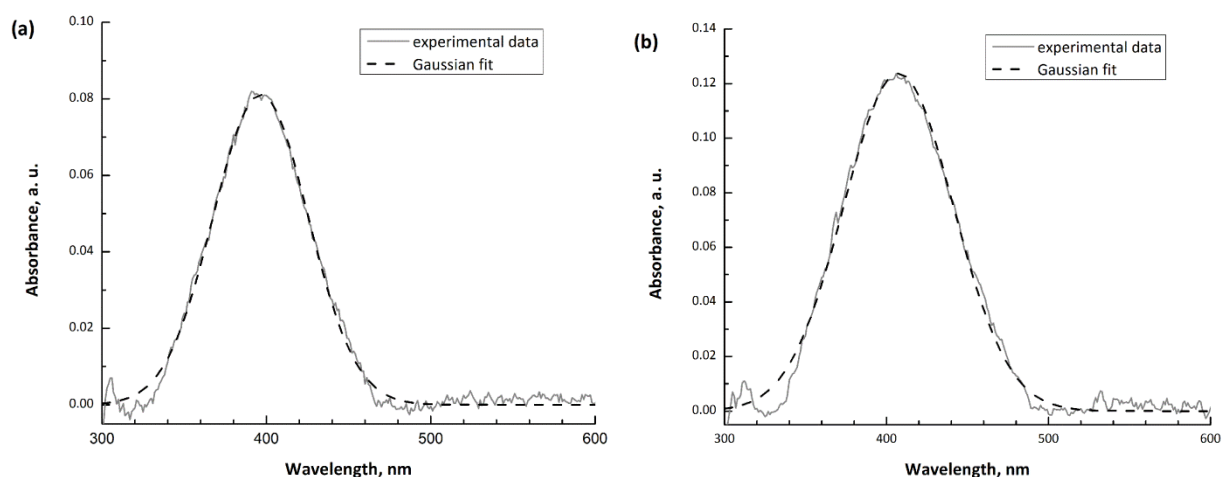 (a)
experimental data
Gaussian fit
Absorbance, a. u.
0.10
0.08
0.06
0.04
0.02
0.00
300
400
500
600
Wavelength, nm
(b)
experimental data
Gaussian fit
Absorbance, a. u.
0.14
0.12
0.10
0.08
0.06
0.04
0.02
0.00
300
400
500
600
Wavelength, nm